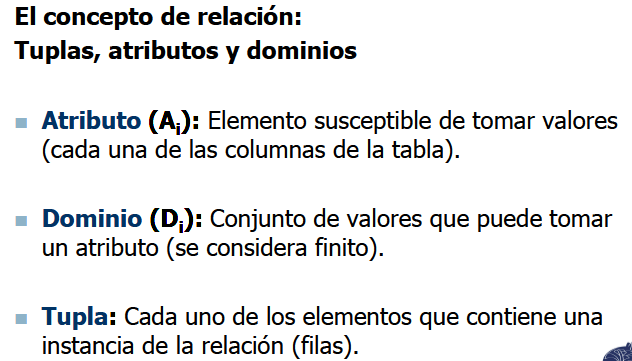 El concepto de relación:
Tuplas, atributos y dominios
Atributo (Ai): Elemento susceptible de tomar valores
(cada una de las columnas de la tabla).
Dominio (Di): Conjunto de valores que puede tomar
un atributo (se considera finito).
Tupla: Cada uno de los elementos que contiene una
instancia de la relación (filas).